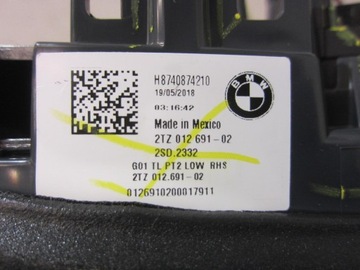 H8740874210
19/05/2018
03:16:42
BMW
Made in Mexico
2TZ 012 691-02
2SD.2332
G01 TL PT2 LOW RHS
2TZ 012.691-02
0126910200017911